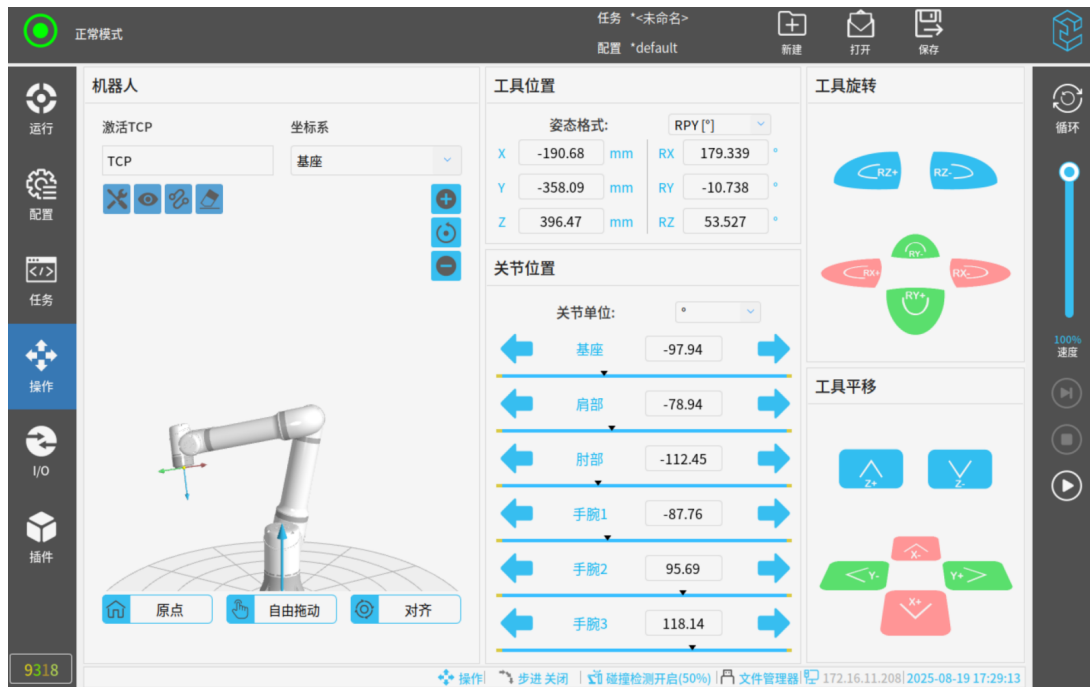 正常模式
任务 *<未命名>
配置 *default
新建
打开
保存
运行
配置
任务
操作
I/O
插件
9318
机器人
激活TCP
坐标系
TCP
基座
原点
自由拖动
对齐
工具位置
姿态格式: RPY [°]
X -190.68 mm RX 179.339 °
Y -358.09 mm RY -10.738 °
Z 396.47 mm RZ 53.527 °
关节位置
关节单位: °
基座 -97.94
肩部 -78.94
肘部 -112.45
手腕1 -87.76
手腕2 95.69
手腕3 118.14
工具旋转
RZ+ RZ-
RY-
RX+ RX-
RY+
工具平移
Z+ Z-
X-
Y- Y+
X+
循环
100%
速度
操作 步进 关闭 碰撞检测开启(50%) 文件管理器 172.16.11.208 2025-08-19 17:29:13